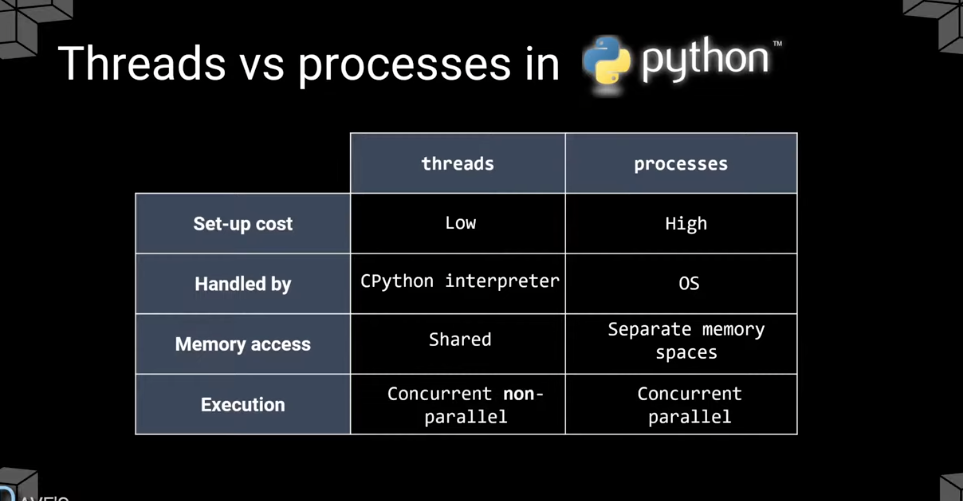 Threads vs processes in python™
threads processes
Set-up cost Low High
Handled by CPython interpreter OS
Memory access Shared Separate memory
spaces
Execution Concurrent non- Concurrent
parallel parallel